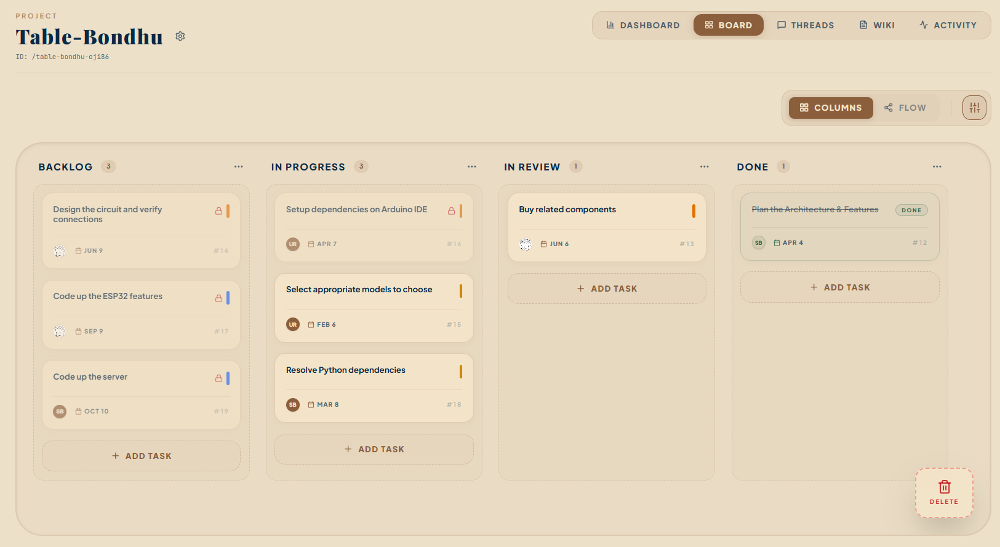 PROJECT
Table-Bondhu
ID: /table-bondhu-oji86
DASHBOARD
BOARD
THREADS
WIKI
ACTIVITY
COLUMNS
FLOW
BACKLOG 3
Design the circuit and verify
connections
JUN 9 #14
Code up the ESP32 features
SEP 9 #17
Code up the server
SB OCT 10 #19
+ ADD TASK
IN PROGRESS 3
Setup dependencies on Arduino IDE
UR APR 7 #16
Select appropriate models to choose
UR FEB 6 #15
Resolve Python dependencies
SB MAR 8 #18
+ ADD TASK
IN REVIEW 1
Buy related components
JUN 6 #13
+ ADD TASK
DONE 1
Plan the Architecture & Features DONE
SB APR 4 #12
+ ADD TASK
DELETE